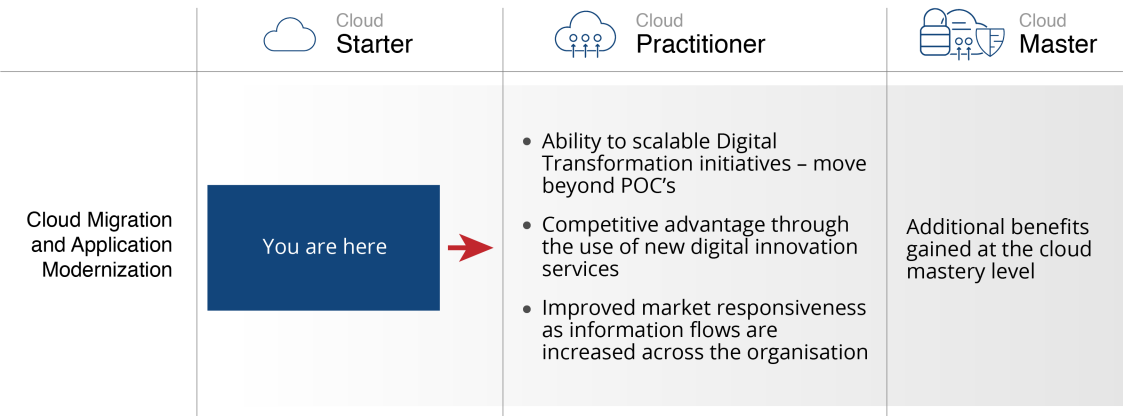 Cloud
Starter
Cloud
Practitioner
Cloud
Master
Cloud Migration
and Application
Modernization
You are here
• Ability to scalable Digital
Transformation initiatives – move
beyond POC’s
• Competitive advantage through
the use of new digital innovation
services
• Improved market responsiveness
as information flows are
increased across the organisation
Additional benefits
gained at the cloud
mastery level